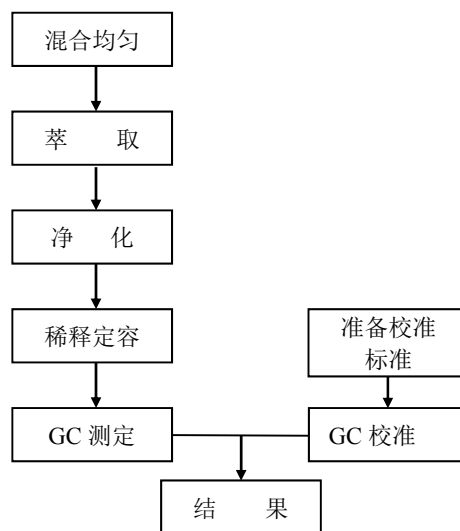 混合均匀
萃 取
净 化
稀释定容
准备校准
标准
GC 测定
GC 校准
结 果